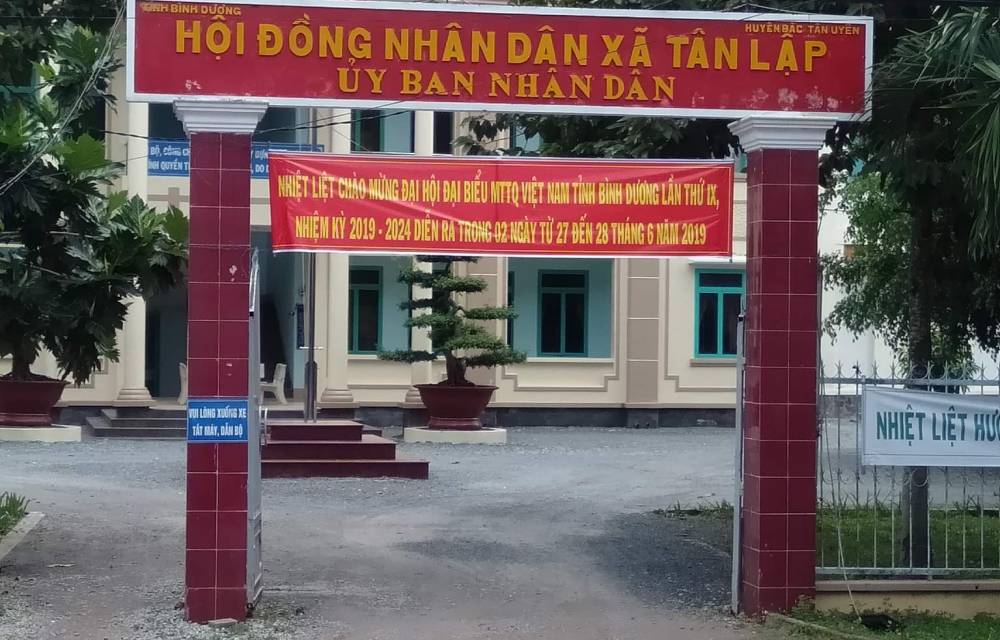 TỈNH BÌNH DƯƠNG
HUYỆN BẮC TÂN UYÊN
HỘI ĐỒNG NHÂN DÂN XÃ TÂN LẬP
ỦY BAN NHÂN DÂN
BỘ, CÔNG
NHIỆT LIỆT CHÀO MỪNG ĐẠI HỘI ĐẠI BIỂU MTTQ VIỆT NAM TỈNH BÌNH DƯƠNG LẦN THỨ IX,
NHIỆM KỲ 2019 - 2024 DIỄN RA TRONG 02 NGÀY TỪ 27 ĐẾN 28 THÁNG 6 NĂM 2019
VUI LÒNG XUỐNG XE
TẮT MÁY, DẪN BỘ
NHIỆT LIỆT HƯỞ